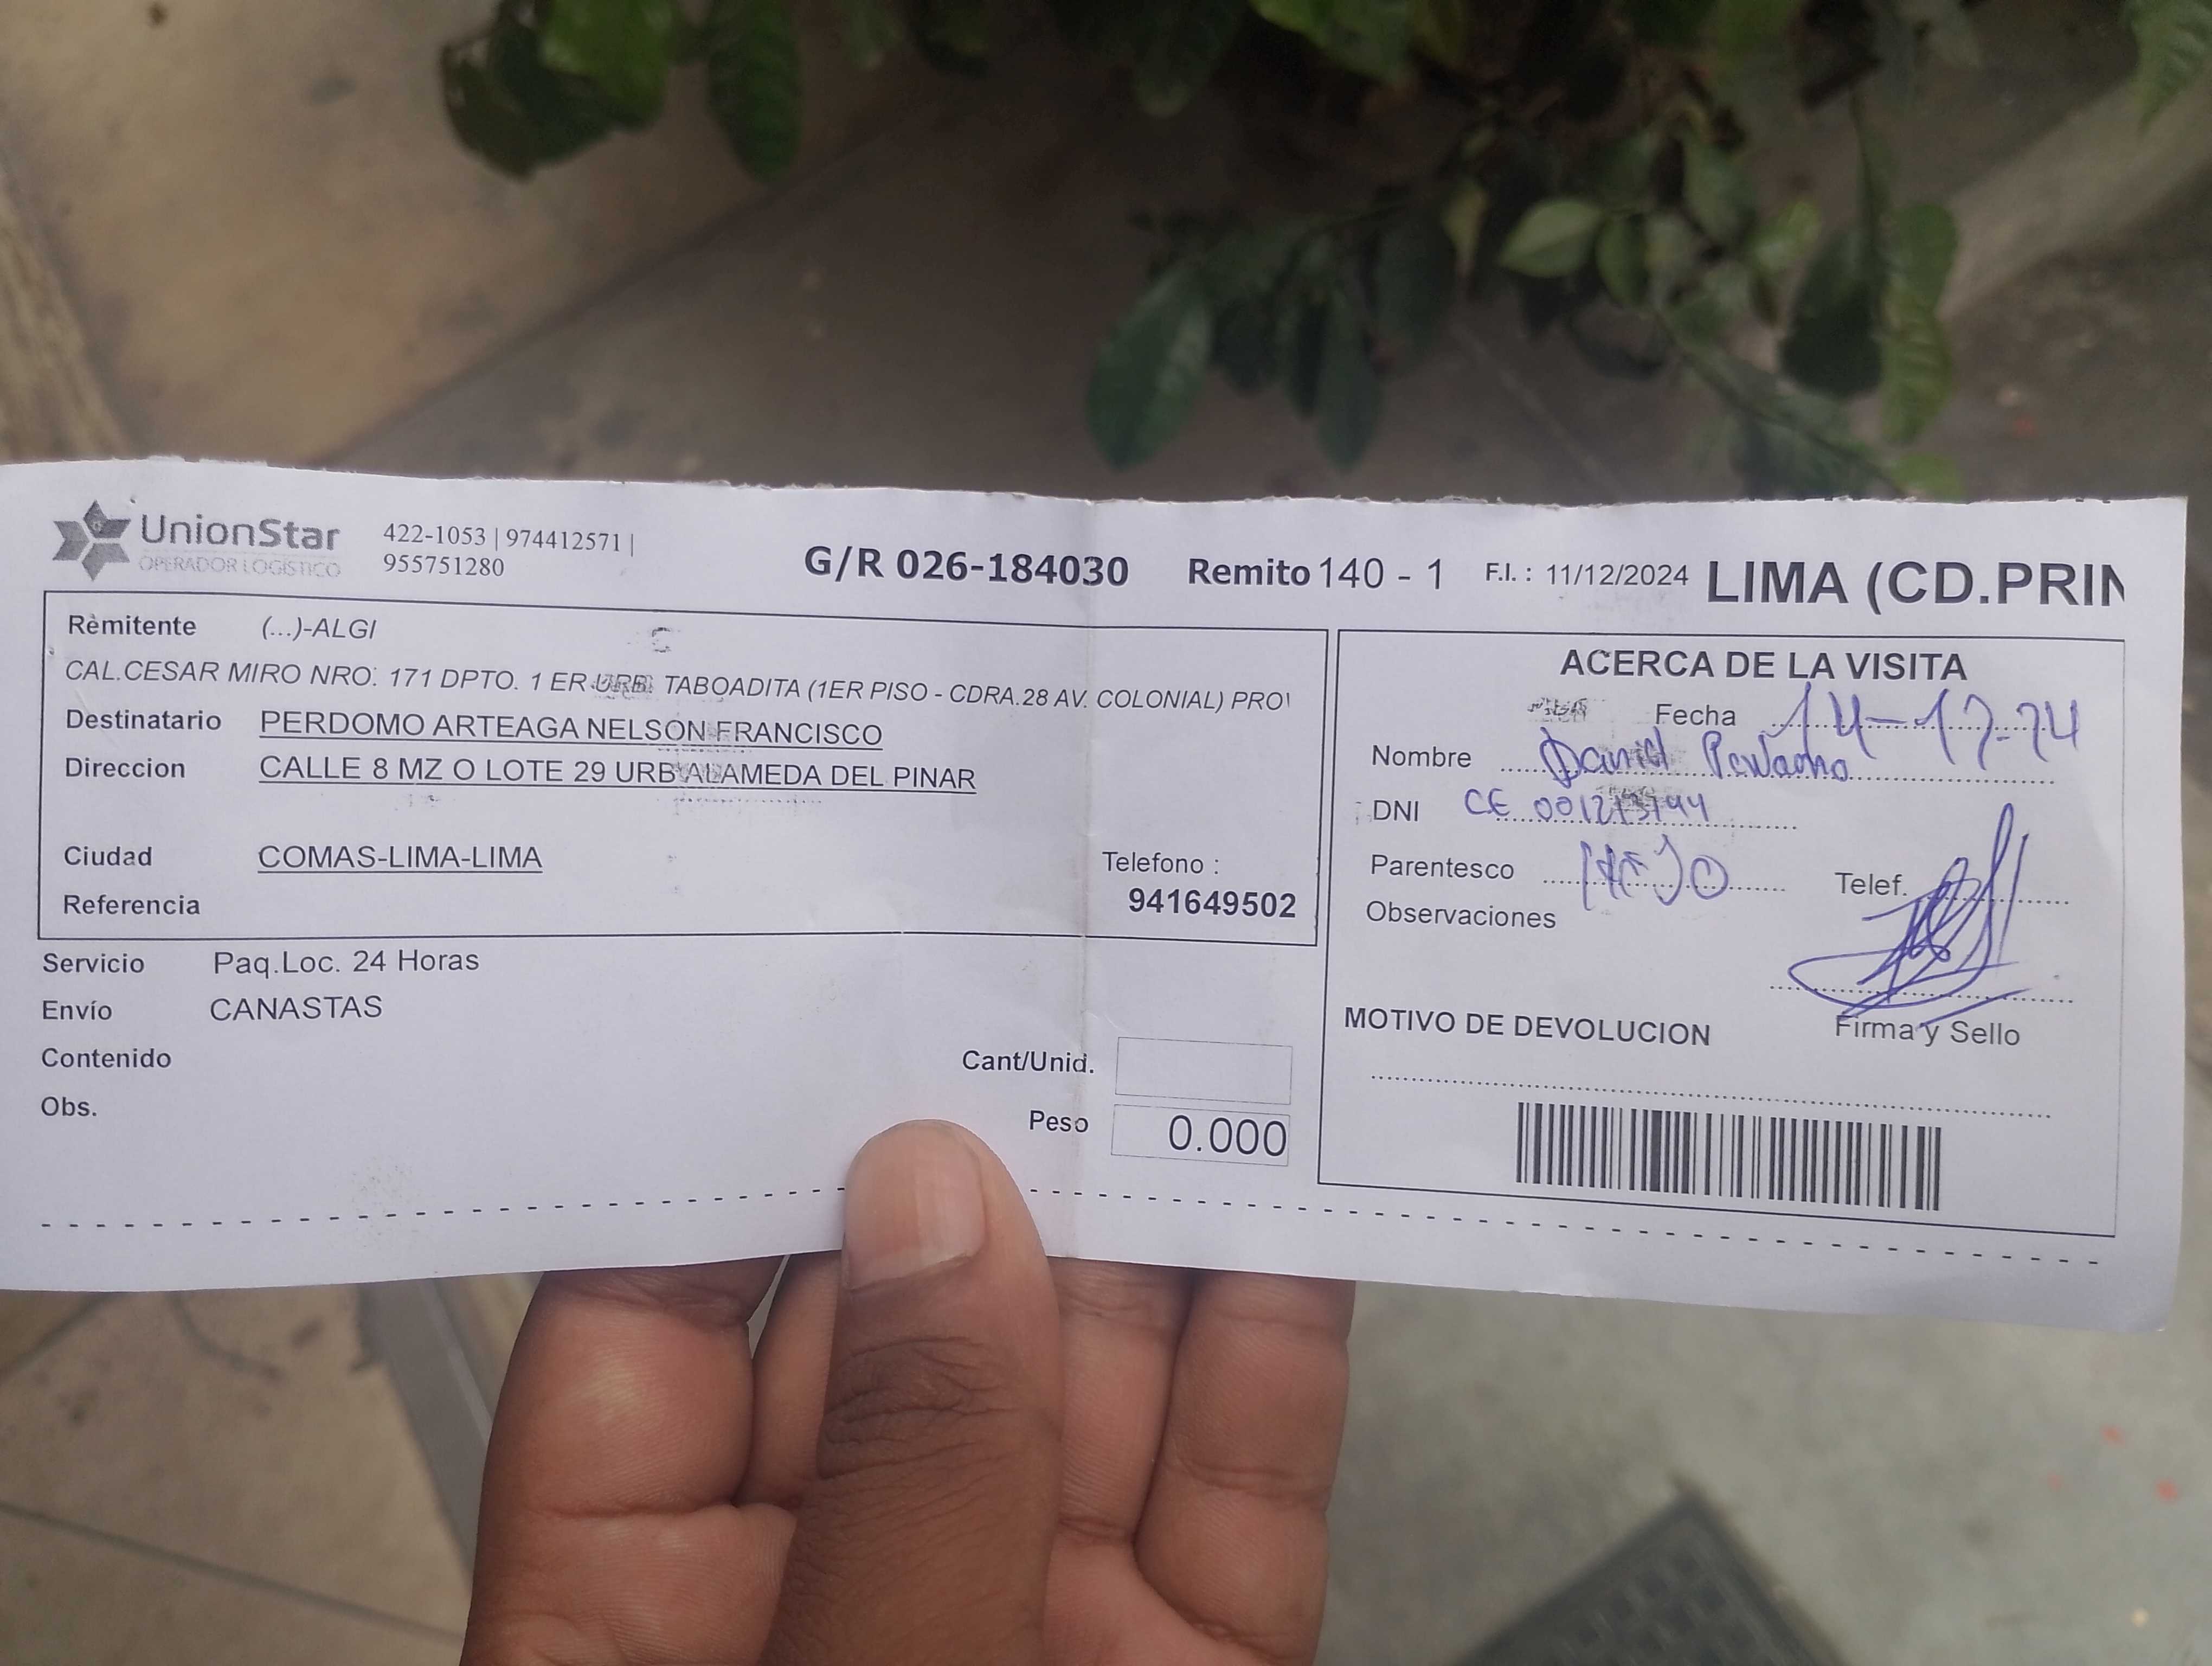 UnionStar
OPERADOR LOGISTICO
422-1053 | 974412571 |
955751280
G/R 026-184030 Remito 140 - 1 F.I. : 11/12/2024 LIMA (CD.PRIN
Remitente (...)-ALGI
CAL.CESAR MIRO NRO: 171 DPTO. 1 ER URB. TABOADITA (1ER PISO - CDRA.28 AV. COLONIAL) PRO
Destinatario PERDOMO ARTEAGA NELSON FRANCISCO
Direccion CALLE 8 MZ O LOTE 29 URB ALAMEDA DEL PINAR
Ciudad COMAS-LIMA-LIMA
Telefono :
941649502
Referencia
Servicio Paq.Loc. 24 Horas
Envío CANASTAS
Contenido
Obs.
Cant/Unid.
Peso 0.000
ACERCA DE LA VISITA
Fecha 14-12-24
Nombre Daniel
DNI CE
Parentesco HIJO
Telef.
Observaciones
Firma y Sello
MOTIVO DE DEVOLUCION